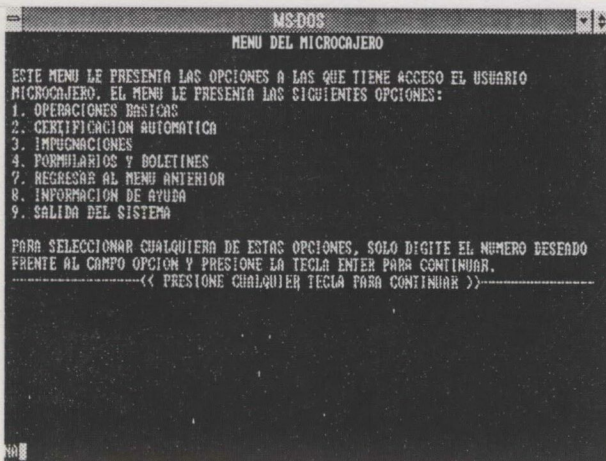 MS-DOS
MENU DEL MICROCAJERO
ESTE MENU LE PRESENTA LAS OPCIONES A LAS QUE TIENE ACCESO EL USUARIO
MICROCAJERO. EL MENU LE PRESENTA LAS SIGUIENTES OPCIONES:
1. OPERACIONES BASICAS
2. CERTIFICACION AUTOMATICA
3. IMPUGNACIONES
4. FORMULARIOS Y BOLETINES
7. REGRESAR AL MENU ANTERIOR
8. INFORMACION DE AYUDA
9. SALIDA DEL SISTEMA
PARA SELECCIONAR CUALQUIERA DE ESTAS OPCIONES, SOLO DIGITE EL NUMERO DESEADO
FRENTE AL CAMPO OPCION Y PRESIONE LA TECLA ENTER PARA CONTINUAR.
--------------------<< PRESIONE CUALQUIER TECLA PARA CONTINUAR >>------------------
NA